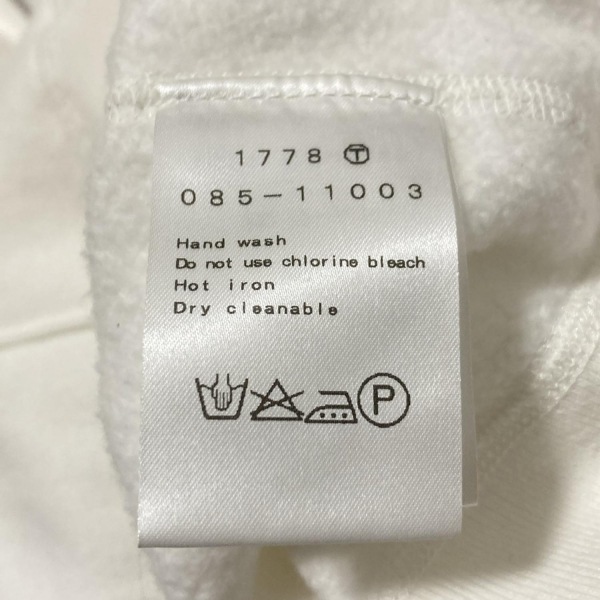 1778 Ⓣ
085-11003
Hand wash
Do not use chlorine bleach
Hot iron
Dry cleanable
P